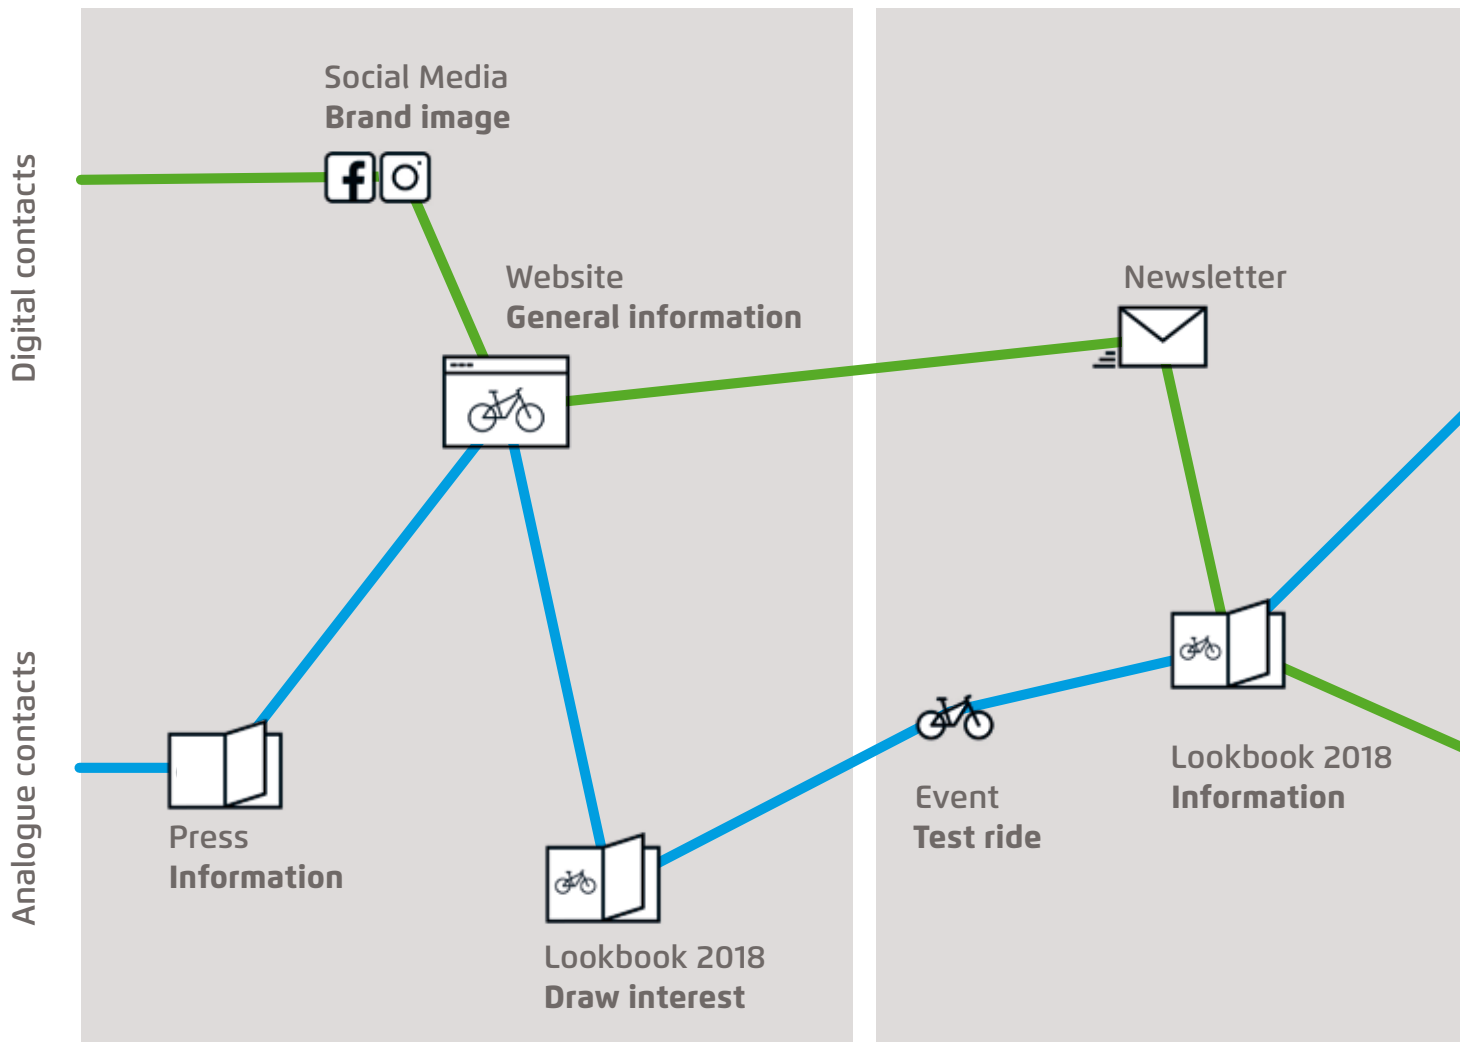 Digital contacts
Analogue contacts
Social Media
Brand image
Website
General information
Newsletter
Press
Information
Lookbook 2018
Draw interest
Event
Test ride
Lookbook 2018
Information